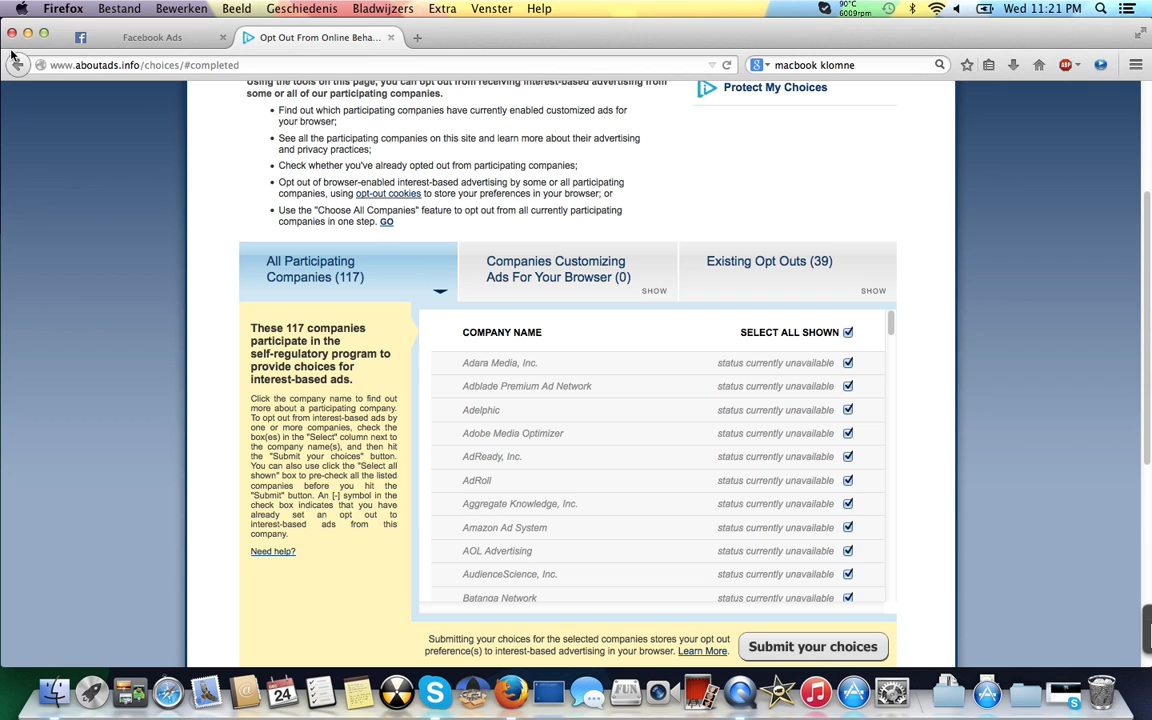 Firefox Bestand Bewerken Beeld Geschiedenis Bladwijzers Extra Venster Help 90°C 6009rpm Wed 11:21 PM
Facebook Ads × Opt Out From Online Beha... × +
www.aboutads.info/choices/#completed macbook klomne
Using the tools on this page, you can opt out from receiving interest-based advertising from
some or all of our participating companies.
Protect My Choices
• Find out which participating companies have currently enabled customized ads for
your browser;
• See all the participating companies on this site and learn more about their advertising
and privacy practices;
• Check whether you've already opted out from participating companies;
• Opt out of browser-enabled interest-based advertising by some or all participating
companies, using opt-out cookies to store your preferences in your browser; or
• Use the "Choose All Companies" feature to opt out from all currently participating
companies in one step. GO
All Participating
Companies (117)
Companies Customizing
Ads For Your Browser (0)
SHOW
Existing Opt Outs (39)
SHOW
These 117 companies
participate in the
self-regulatory program to
provide choices for
interest-based ads.
Click the company name to find out
more about a participating company.
To opt out from interest-based ads by
one or more companies, check the
box(es) in the "Select" column next to
the company name(s), and then hit
the "Submit your choices" button.
You can also use click the "Select all
shown" box to pre-check all the listed
companies before you hit the
"Submit" button. An [-] symbol in the
check box indicates that you have
already set an opt out to
interest-based ads from this
company.
Need help?
COMPANY NAME SELECT ALL SHOWN
Adara Media, Inc. status currently unavailable
Adblade Premium Ad Network status currently unavailable
Adelphic status currently unavailable
Adobe Media Optimizer status currently unavailable
AdReady, Inc. status currently unavailable
AdRoll status currently unavailable
Aggregate Knowledge, Inc. status currently unavailable
Amazon Ad System status currently unavailable
AOL Advertising status currently unavailable
AudienceScience, Inc. status currently unavailable
Batanga Network status currently unavailable
Submitting your choices for the selected companies stores your opt out
preference(s) to interest-based advertising in your browser. Learn More.
Submit your choices
24
FUN